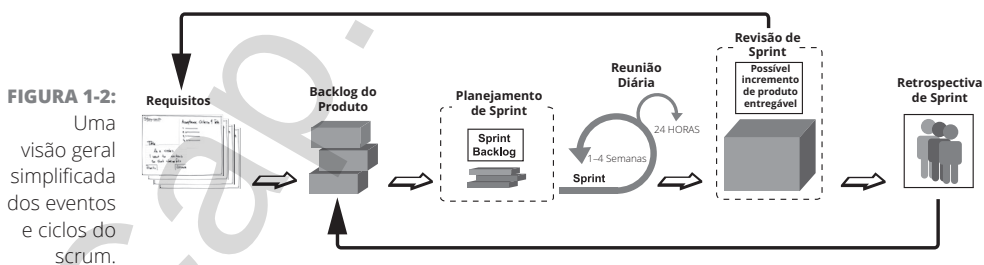 FIGURA 1-2:
Uma
visão geral
simplificada
dos eventos
e ciclos do
scrum.
Requisitos
Backlog do
Produto
Planejamento
de Sprint
Sprint
Backlog
Reunião
Diária
24 HORAS
1–4 Semanas
Sprint
Revisão de
Sprint
Possível
incremento
de produto
entregável
Retrospectiva
de Sprint
cap.